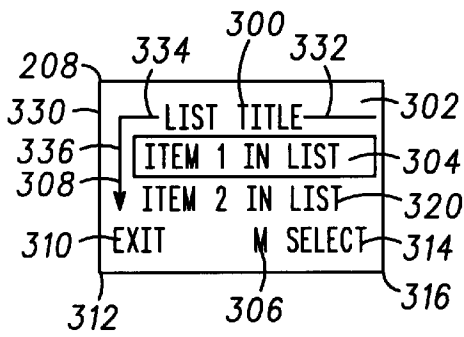 334 300 332
208
330 LIST TITLE 302
336 ITEM 1 IN LIST 304
308 ITEM 2 IN LIST 320
310 EXIT M SELECT 314
312 306 316